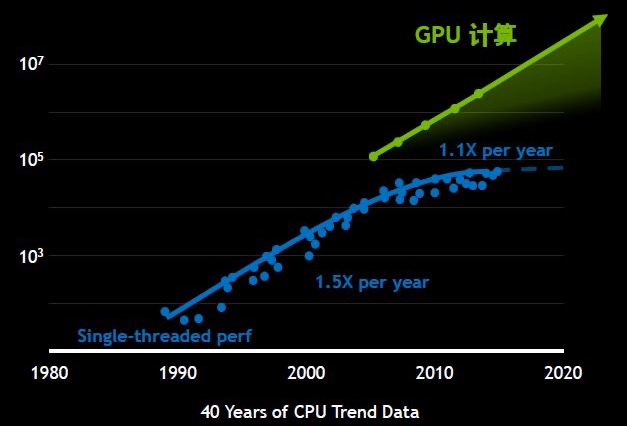 GPU 计算
10⁷
10⁵
1.1X per year
10³
1.5X per year
Single-threaded perf
1980 1990 2000 2010 2020
40 Years of CPU Trend Data